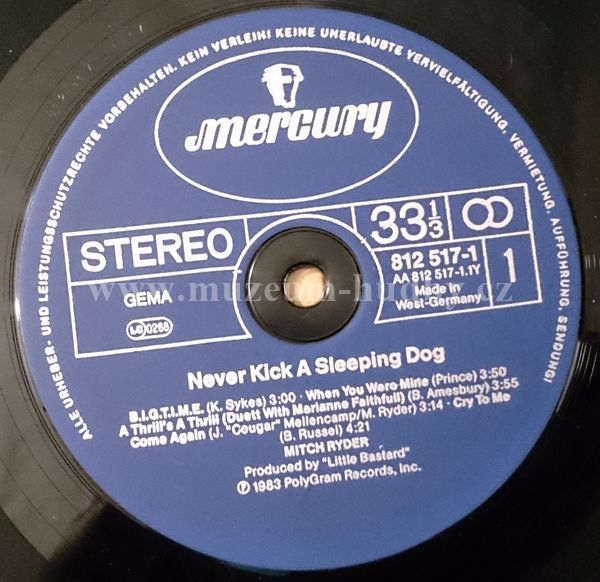 ALLE URHEBER- UND LEISTUNGSSCHUTZRECHTE VORBEHALTEN. KEIN VERLEIH! KEINE UNERLAUBTE VERVIELFÄLTIGUNG, VERMIETUNG, AUFFÜHRUNG, SENDUNG!
mercury
STEREO
GEMA
LC 0268
33 1/3
812 517-1
AA 812 517-1.1Y
Made in
West-Germany
1
www.muzeum-hudby.cz
Never Kick A Sleeping Dog
B.I.G.T.I.M.E. (K. Sykes) 3:00 · When You Were Mine (Prince) 3:50
A Thrill's A Thrill (Duett With Marianne Faithfull) (B. Amesbury) 3:55
Come Again (J. "Cougar" Mellencamp/M. Ryder) 3:14 · Cry To Me
(B. Russel) 4:21
MITCH RYDER
Produced by "Little Bastard"
℗ 1983 PolyGram Records, Inc.